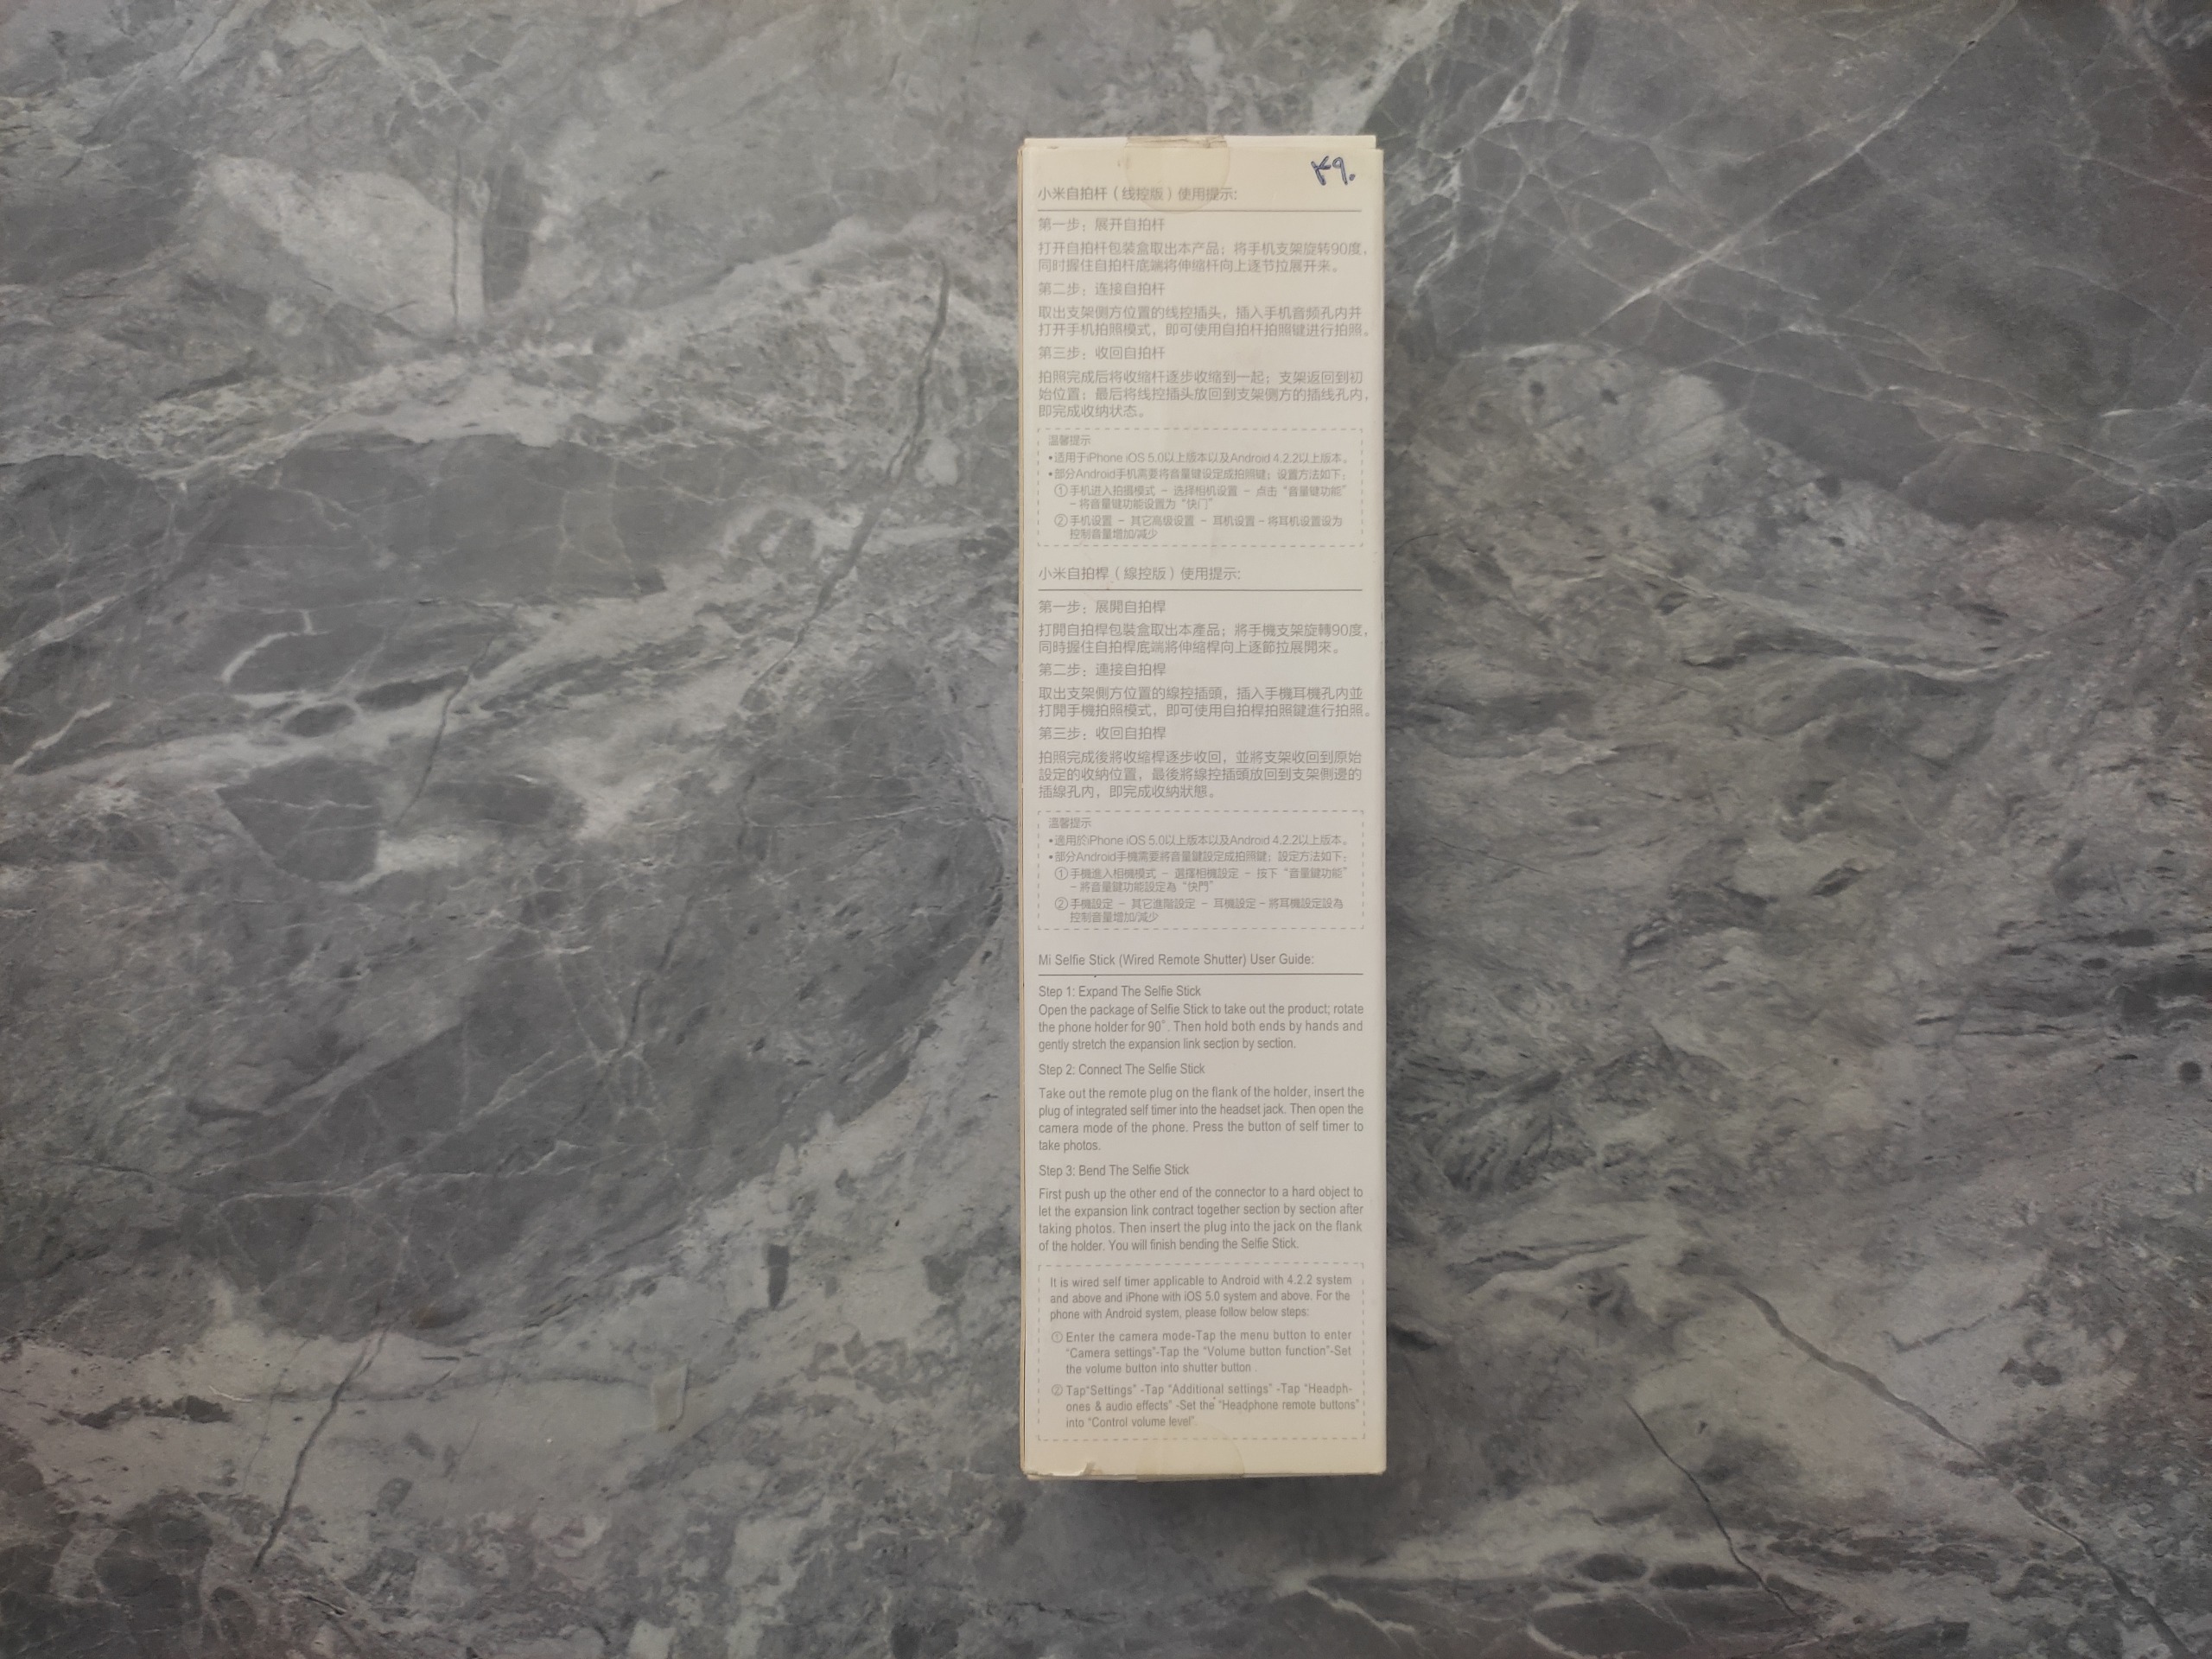 K9.
小米自拍杆（线控版）使用提示:
第一步：展开自拍杆
打开自拍杆包装盒取出本产品；将手机支架旋转90度，
同时握住自拍杆底端将伸缩杆向上逐节拉展开来。
第二步：连接自拍杆
取出支架侧方位置的线控插头，插入手机音频孔内并
打开手机拍照模式，即可使用自拍杆拍照键进行拍照。
第三步：收回自拍杆
拍照完成后将收缩杆逐步收缩到一起；支架返回到初
始位置；最后将线控插头放回到支架侧方的插线孔内，
即完成收纳状态。
温馨提示
•适用于iPhone iOS 5.0以上版本以及Android 4.2.2以上版本。
•部分Android手机需要将音量键设定成拍照键；设置方法如下：
①手机进入拍摄模式 – 选择相机设置 – 点击“音量键功能”
– 将音量键功能设置为“快门”
②手机设置 – 其它高级设置 – 耳机设置 – 将耳机设置设为
控制音量增加/减少
小米自拍桿（線控版）使用提示:
第一步：展開自拍桿
打開自拍桿包裝盒取出本產品；將手機支架旋轉90度，
同時握住自拍桿底端將伸縮桿向上逐節拉展開來。
第二步：連接自拍桿
取出支架側方位置的線控插頭，插入手機耳機孔內並
打開手機拍照模式，即可使用自拍桿拍照鍵進行拍照。
第三步：收回自拍桿
拍照完成後將收縮桿逐步收回，並將支架收回到原始
設定的收納位置，最後將線控插頭放回到支架側邊的
插線孔內，即完成收納狀態。
溫馨提示
•適用於iPhone iOS 5.0以上版本以及Android 4.2.2以上版本。
•部分Android手機需要將音量鍵設定成拍照鍵；設定方法如下：
①手機進入相機模式 – 選擇相機設定 – 按下“音量鍵功能”
– 將音量鍵功能設定為“快門”
②手機設定 – 其它進階設定 – 耳機設定 – 將耳機設定設為
控制音量增加/減少
Mi Selfie Stick (Wired Remote Shutter) User Guide:
Step 1: Expand The Selfie Stick
Open the package of Selfie Stick to take out the product; rotate
the phone holder for 90°. Then hold both ends by hands and
gently stretch the expansion link section by section.
Step 2: Connect The Selfie Stick
Take out the remote plug on the flank of the holder, insert the
plug of integrated self timer into the headset jack. Then open the
camera mode of the phone. Press the button of self timer to
take photos.
Step 3: Bend The Selfie Stick
First push up the other end of the connector to a hard object to
let the expansion link contract together section by section after
taking photos. Then insert the plug into the jack on the flank
of the holder. You will finish bending the Selfie Stick.
It is wired self timer applicable to Android with 4.2.2 system
and above and iPhone with iOS 5.0 system and above. For the
phone with Android system, please follow below steps:
① Enter the camera mode-Tap the menu button to enter
“Camera settings”-Tap the “Volume button function”-Set
the volume button into shutter button .
② Tap“Settings” -Tap “Additional settings” -Tap “Headph-
ones & audio effects” -Set the “Headphone remote buttons”
into “Control volume level”.